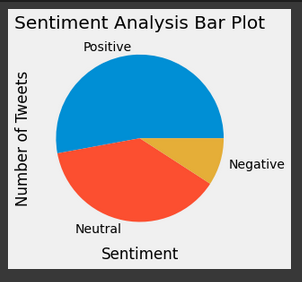 Sentiment Analysis Bar Plot
Positive
Number of Tweets
Negative
Neutral
Sentiment